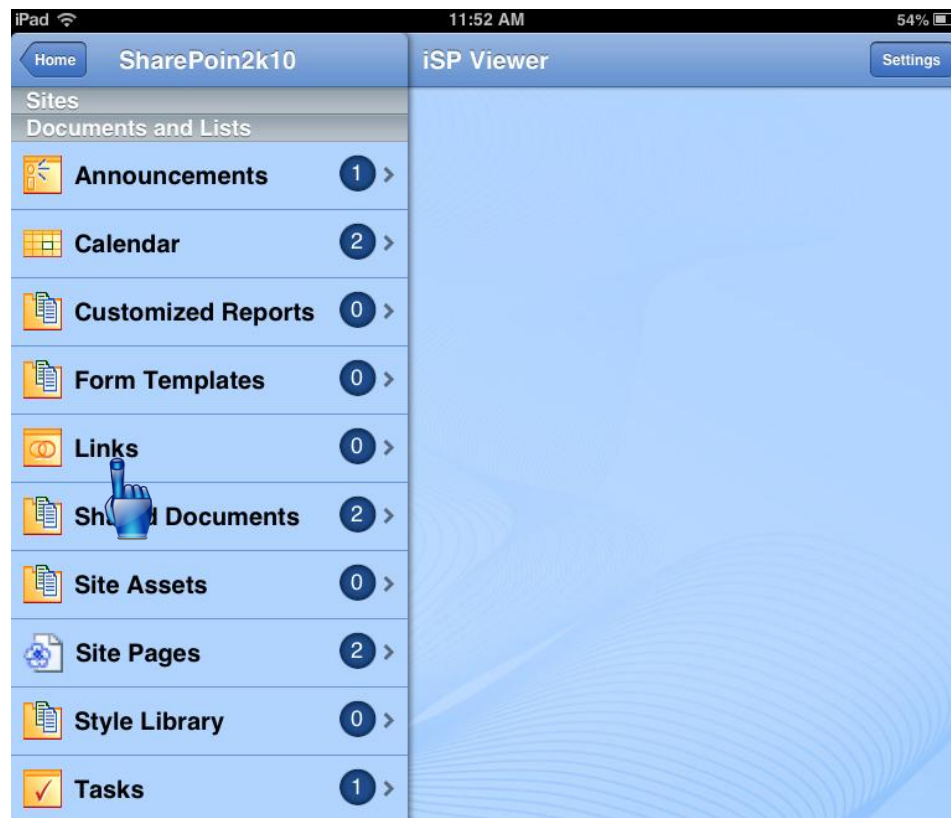 iPad 11:52 AM 54%
Home SharePoin2k10 iSP Viewer Settings
Sites
Documents and Lists
Announcements 1
Calendar 2
Customized Reports 0
Form Templates 0
Links 0
Documents 2
Site Assets 0
Site Pages 2
Style Library 0
Tasks 1